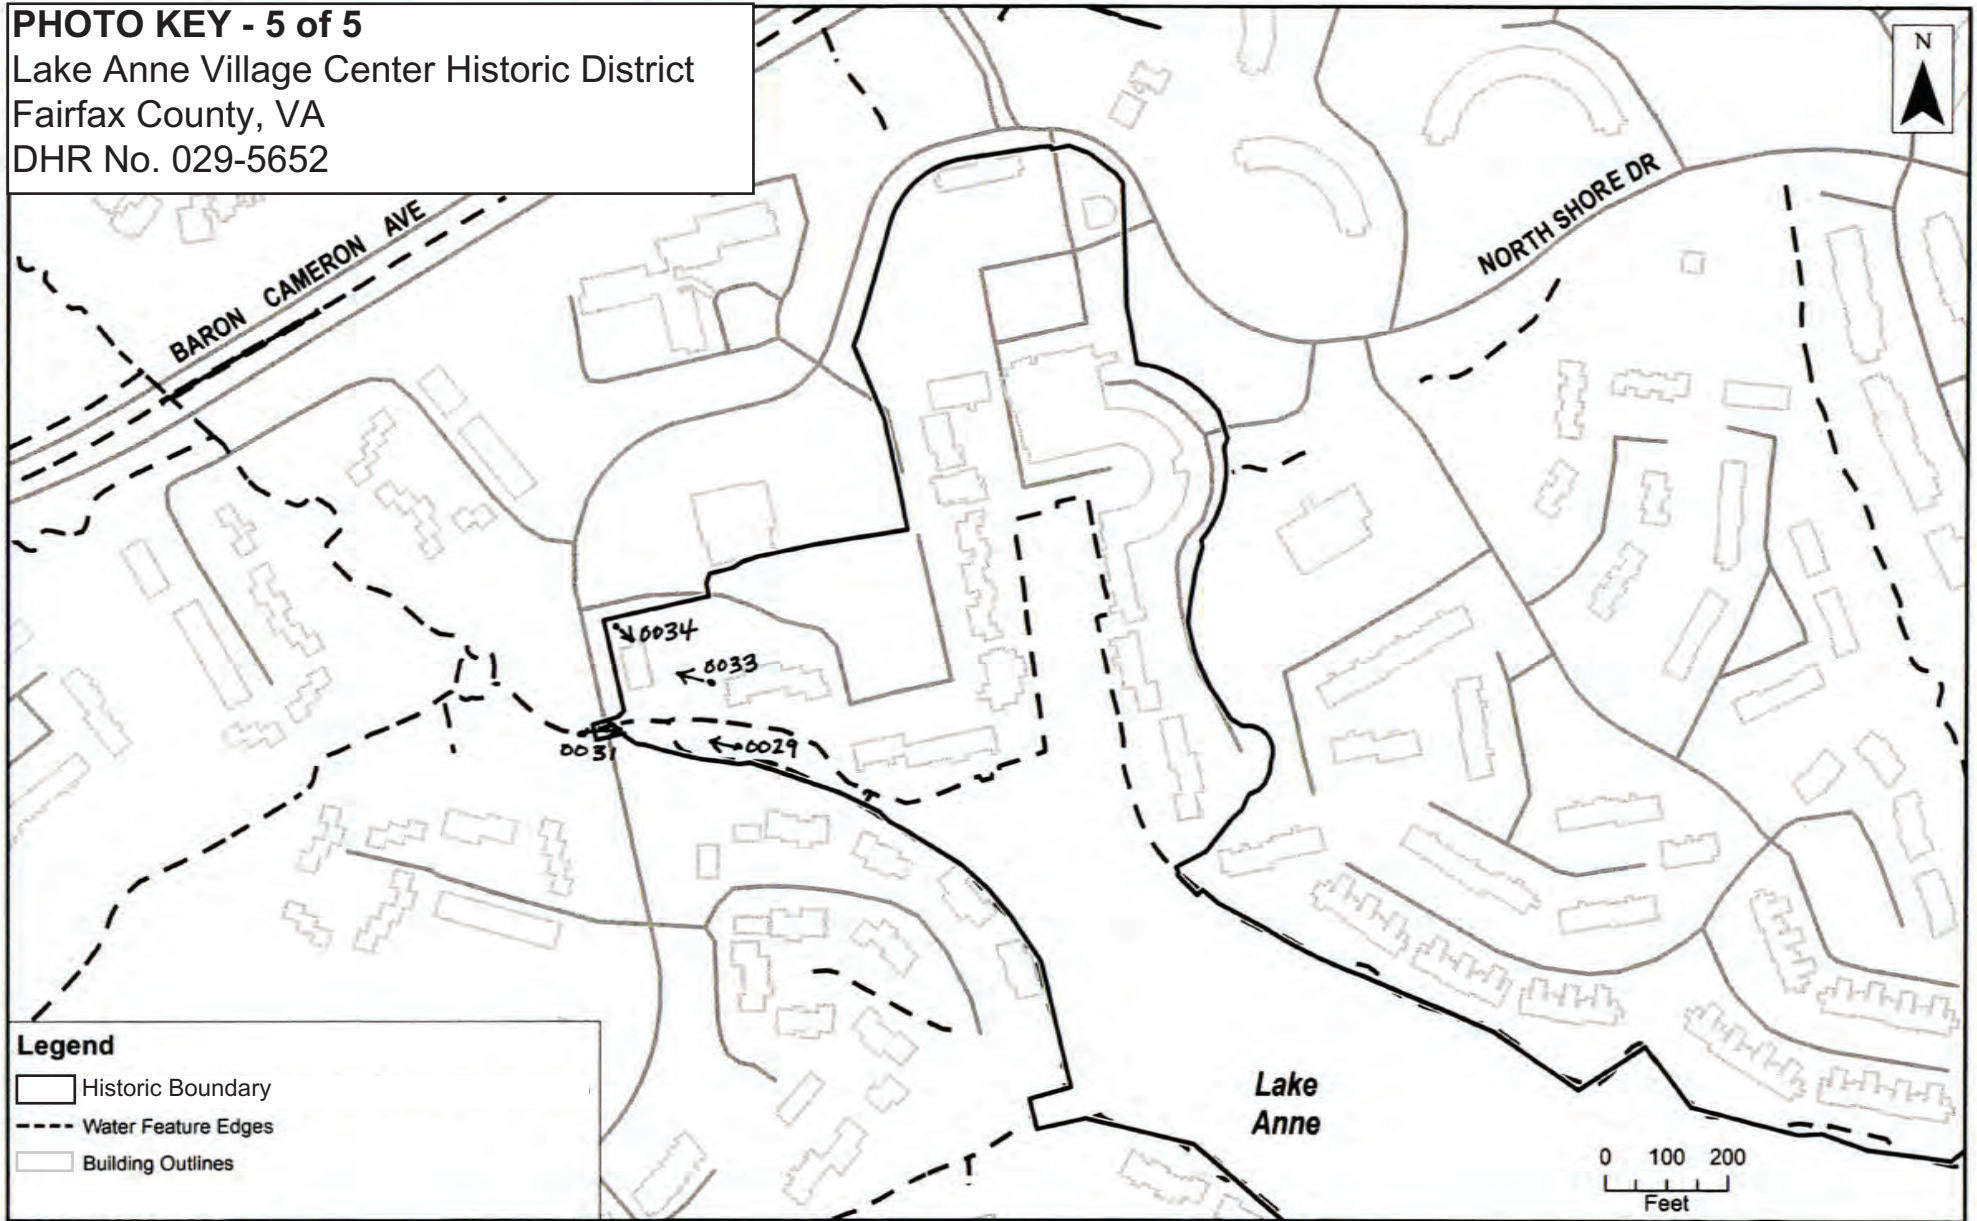 PHOTO KEY - 5 of 5
Lake Anne Village Center Historic District
Fairfax County, VA
DHR No. 029-5652
N
BARON CAMERON AVE
NORTH SHORE DR
0034
0033
0031
0029
Lake
Anne
Legend
Historic Boundary
Water Feature Edges
Building Outlines
0 100 200
Feet